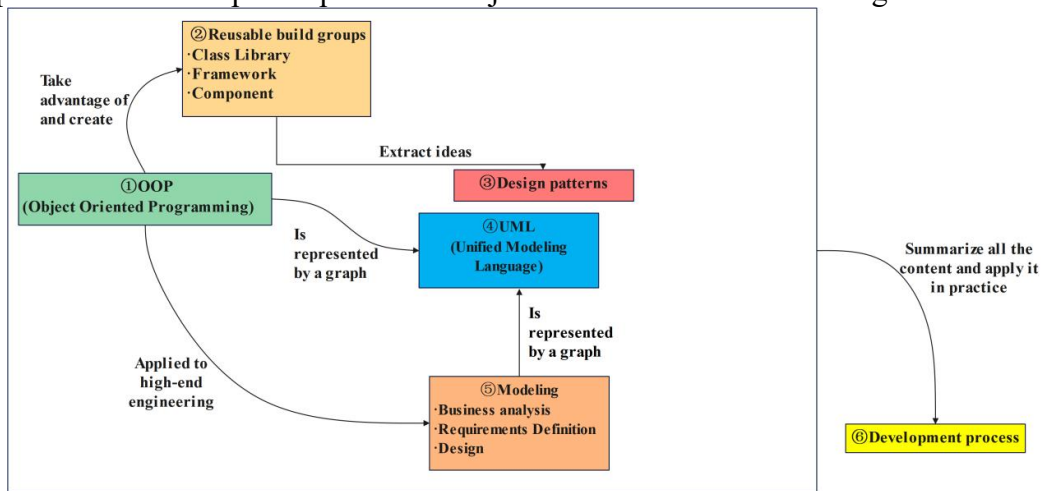 ②Reusable build groups
·Class Library
·Framework
·Component
Take
advantage of
and create
Extract ideas
①OOP
(Object Oriented Programming)
③Design patterns
④UML
(Unified Modeling
Language)
Is
represented
by a graph
Summarize all the
content and apply it
in practice
Is
represented
by a graph
Applied to
high-end
engineering
⑤Modeling
·Business analysis
·Requirements Definition
·Design
⑥Development process